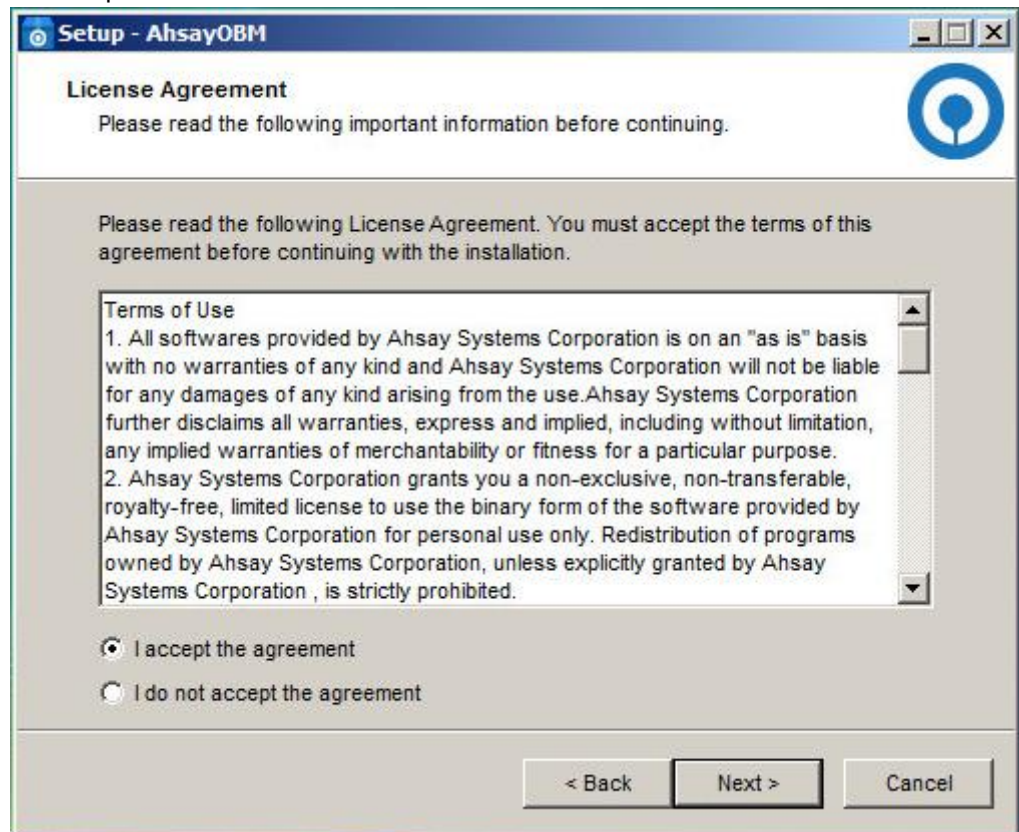 Setup - AhsayOBM
License Agreement
Please read the following important information before continuing.
Please read the following License Agreement. You must accept the terms of this
agreement before continuing with the installation.
Terms of Use
1. All softwares provided by Ahsay Systems Corporation is on an "as is" basis
with no warranties of any kind and Ahsay Systems Corporation will not be liable
for any damages of any kind arising from the use.Ahsay Systems Corporation
further disclaims all warranties, express and implied, including without limitation,
any implied warranties of merchantability or fitness for a particular purpose.
2. Ahsay Systems Corporation grants you a non-exclusive, non-transferable,
royalty-free, limited license to use the binary form of the software provided by
Ahsay Systems Corporation for personal use only. Redistribution of programs
owned by Ahsay Systems Corporation, unless explicitly granted by Ahsay
Systems Corporation , is strictly prohibited.
I accept the agreement
I do not accept the agreement
< Back Next > Cancel